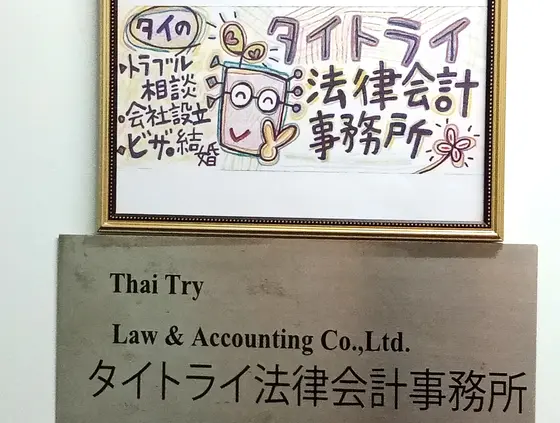 タイの
・トラブル
相談
・会社設立
・ビザ・結婚
タイトライ
法律会計
事務所
Thai Try
Law & Accounting Co.,Ltd.
タイトライ法律会計事務所